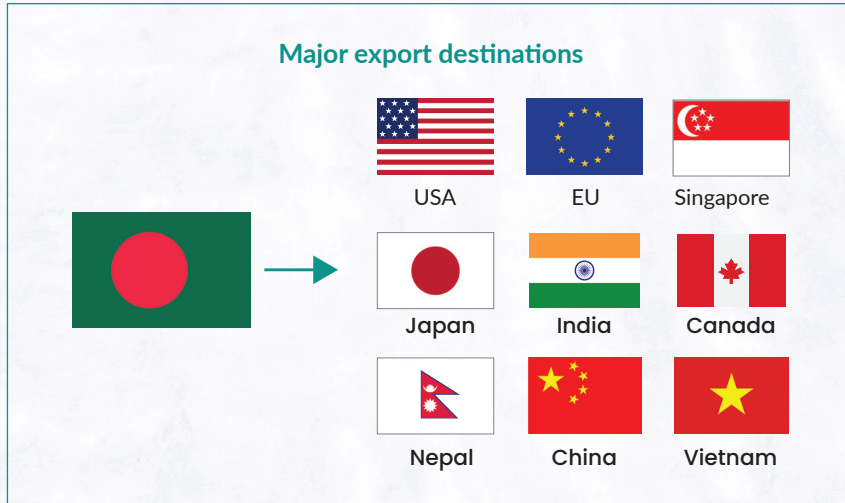 Major export destinations
USA EU Singapore
Japan India Canada
Nepal China Vietnam